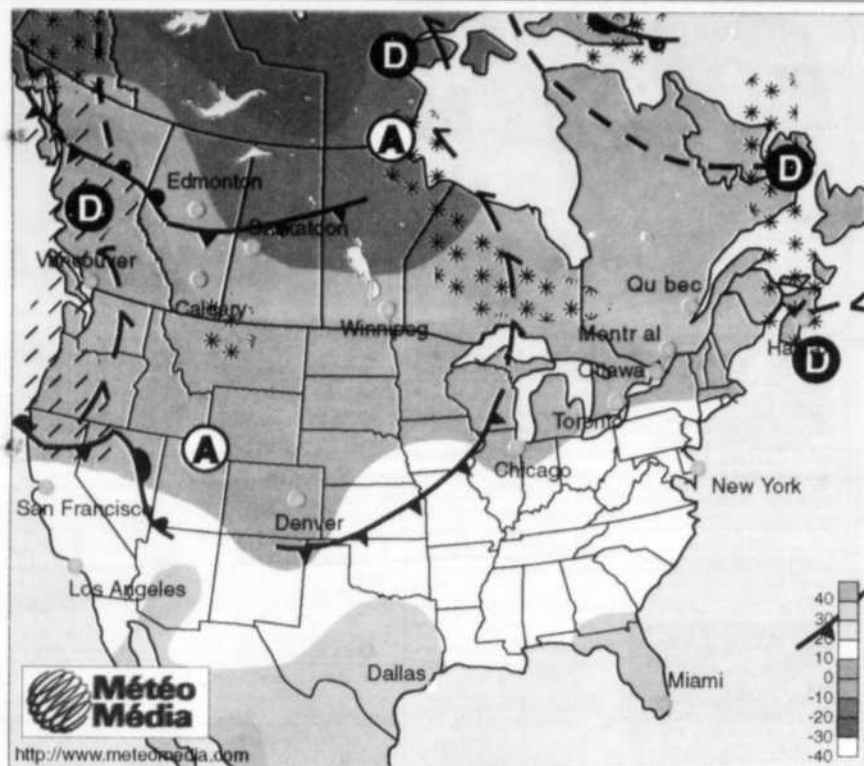 D
A
D
Edmonton
D
Saskatoon
Vancouver
Calgary
Qu bec
Winnipeg
Montr al
Ottawa
D
Toronto
A
Chicago
New York
San Francisco
Denver
Los Angeles
Dallas
Miami
40
30
20
10
0
-10
-20
-30
-40
Météo
Média
http://www.meteomedia.com